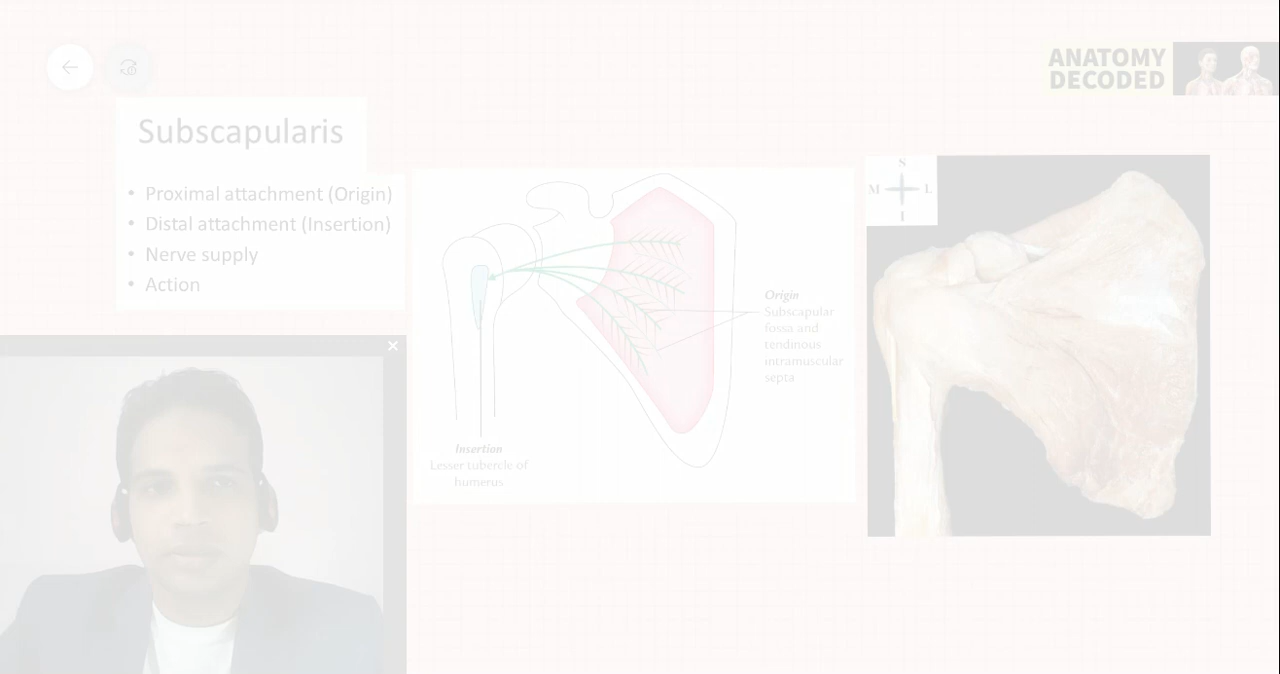 ANATOMY
DECODED
Subscapularis
• Proximal attachment (Origin)
• Distal attachment (Insertion)
• Nerve supply
• Action
Origin
Subscapular
fossa and
tendinous
intramuscular
septa
Insertion
Lesser tubercle of
humerus
S
M L
I